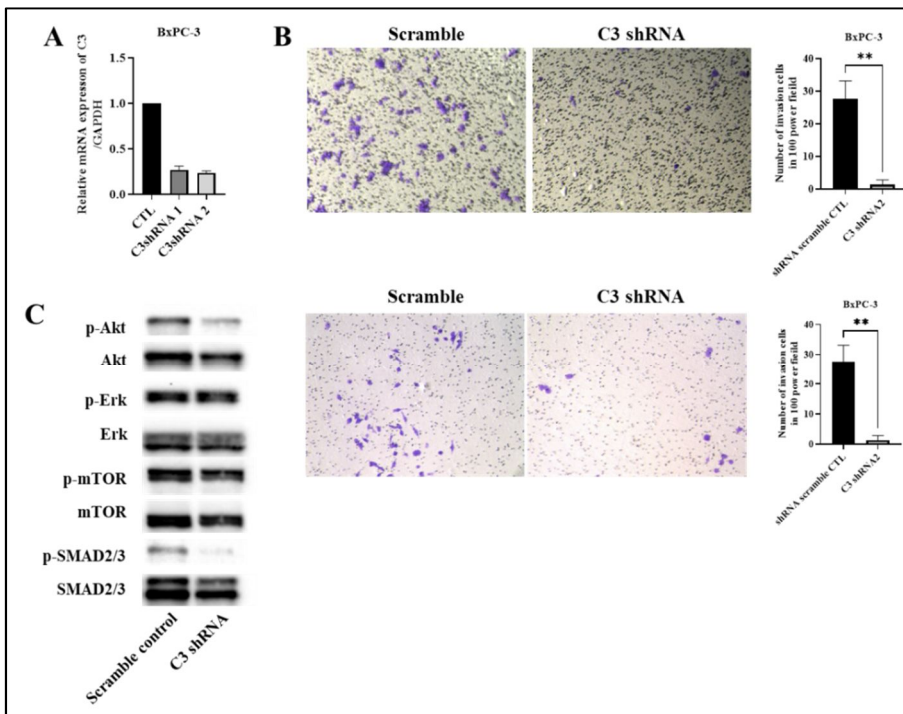 A
BxPC-3
Relative mRNA expression of C3
/GAPDH
1.5
1.0
0.5
0.0
CTL
C3shRNA 1
C3shRNA 2
B
Scramble
C3 shRNA
BxPC-3
**
Number of invasion cells
in 100 power fieild
40
30
20
10
0
shRNA scramble CTL
C3 shRNA2
Scramble
C3 shRNA
BxPC-3
**
Number of invasion cells
in 100 power fieild
40
30
20
10
0
shRNA scramble CTL
C3 shRNA2
C
p-Akt
Akt
p-Erk
Erk
p-mTOR
mTOR
p-SMAD2/3
SMAD2/3
Scramble control
C3 shRNA